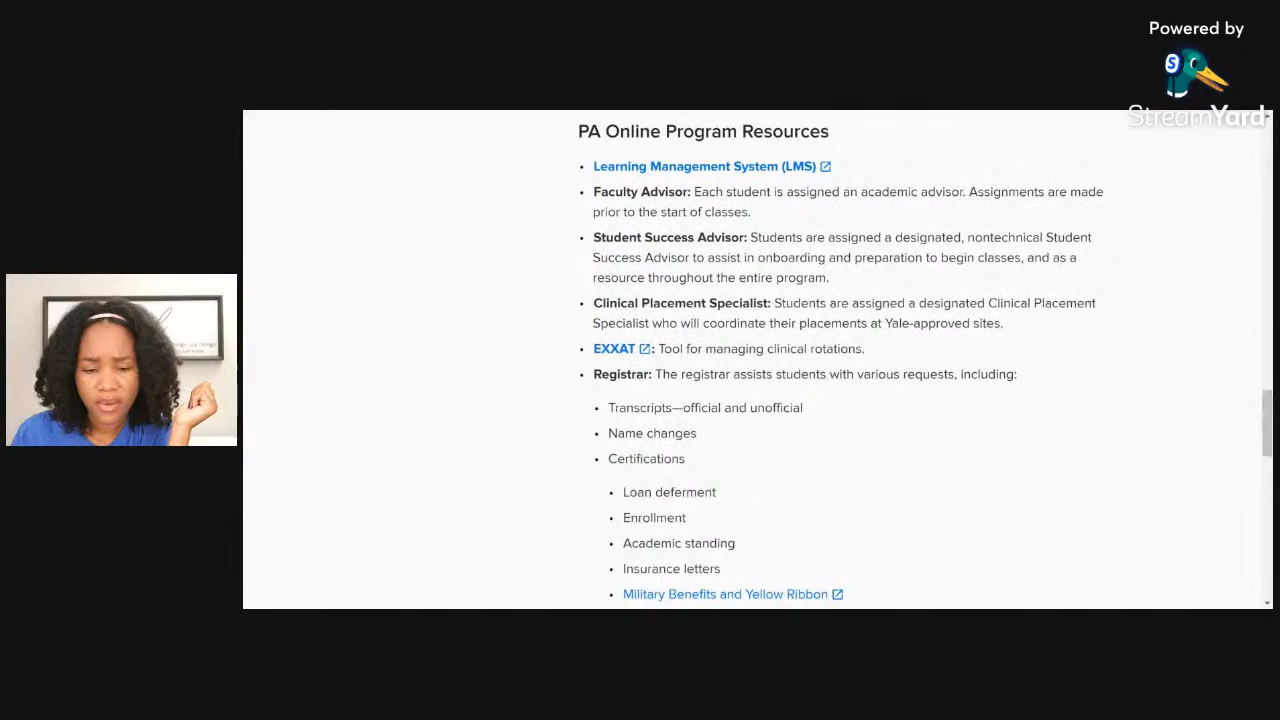 Powered by
S
StreamYard
PA Online Program Resources
• Learning Management System (LMS)
• Faculty Advisor: Each student is assigned an academic advisor. Assignments are made
prior to the start of classes.
• Student Success Advisor: Students are assigned a designated, nontechnical Student
Success Advisor to assist in onboarding and preparation to begin classes, and as a
resource throughout the entire program.
• Clinical Placement Specialist: Students are assigned a designated Clinical Placement
Specialist who will coordinate their placements at Yale-approved sites.
• EXXAT : Tool for managing clinical rotations.
• Registrar: The registrar assists students with various requests, including:
• Transcripts—official and unofficial
• Name changes
• Certifications
• Loan deferment
• Enrollment
• Academic standing
• Insurance letters
• Military Benefits and Yellow Ribbon